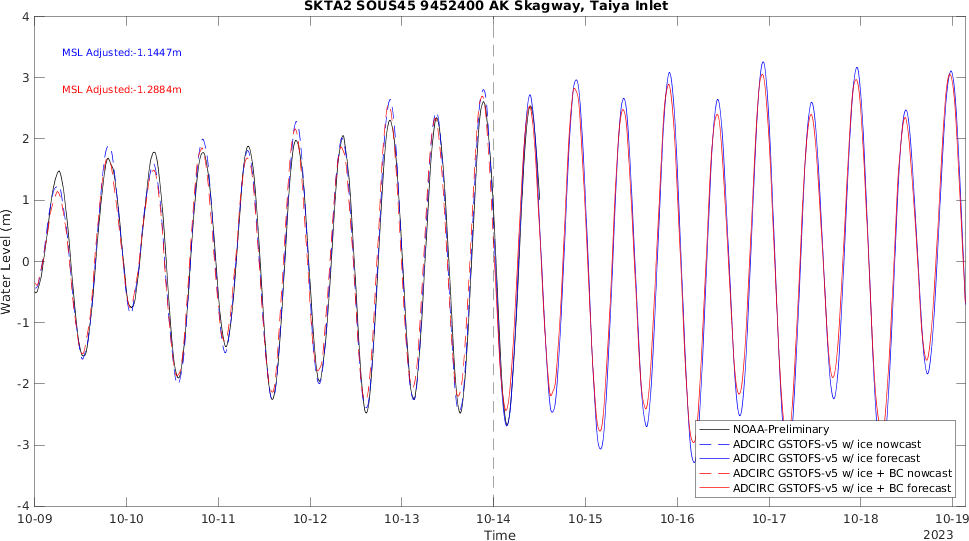 SKTA2 SOUS45 9452400 AK Skagway, Taiya Inlet
4
MSL Adjusted:-1.1447m
3
MSL Adjusted:-1.2884m
2
1
0
-1
-2
-3
-4
Water Level (m)
NOAA-Preliminary
ADCIRC GSTOFS-v5 w/ ice nowcast
ADCIRC GSTOFS-v5 w/ ice forecast
ADCIRC GSTOFS-v5 w/ ice + BC nowcast
ADCIRC GSTOFS-v5 w/ ice + BC forecast
10-09 10-10 10-11 10-12 10-13 10-14 10-15 10-16 10-17 10-18 10-19
Time
2023